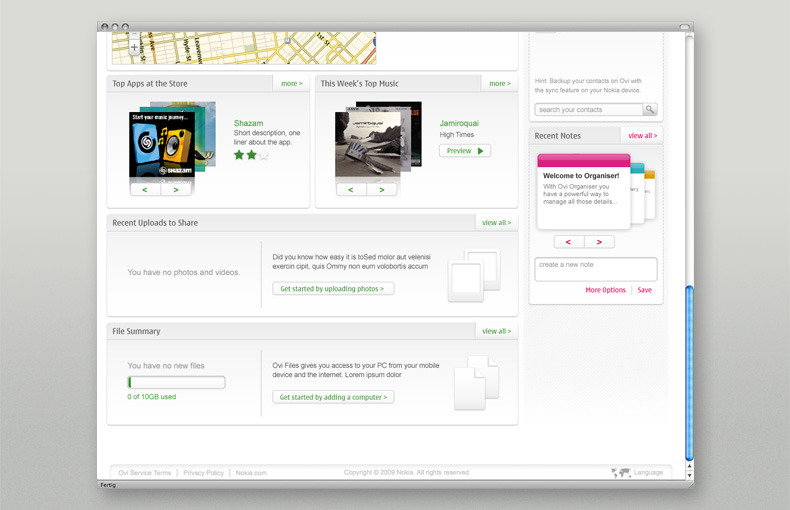 1st St
Leavenw
Hyde St
Top Apps at the Store
more >
Start your music journey...
SHAZAM
Shazam
Short description, one
liner about the app.
< >
This Week's Top Music
more >
Jamiroquai
Jamiroquai
High Times
Preview
< >
Recent Uploads to Share
view all >
You have no photos and videos.
Did you know how easy it is toSed molor aut velenisi
exercin cipit, quis Ommy non eum volobortis accum
Get started by uploading photos >
File Summary
view all >
You have no new files
0 of 10GB used
Ovi Files gives you access to your PC from your mobile
device and the internet. Lorem ipsum dolor
Get started by adding a computer >
Hint: Backup your contacts on Ovi with
the sync feature on your Nokia device.
search your contacts
Recent Notes
view all >
Welcome to Organiser!
With Ovi Organiser you
have a powerful way to
manage all those details...
< >
create a new note
More Options | Save
Ovi Service Terms | Privacy Policy | Nokia.com
Copyright © 2009 Nokia. All rights reserved
Language
Fertig